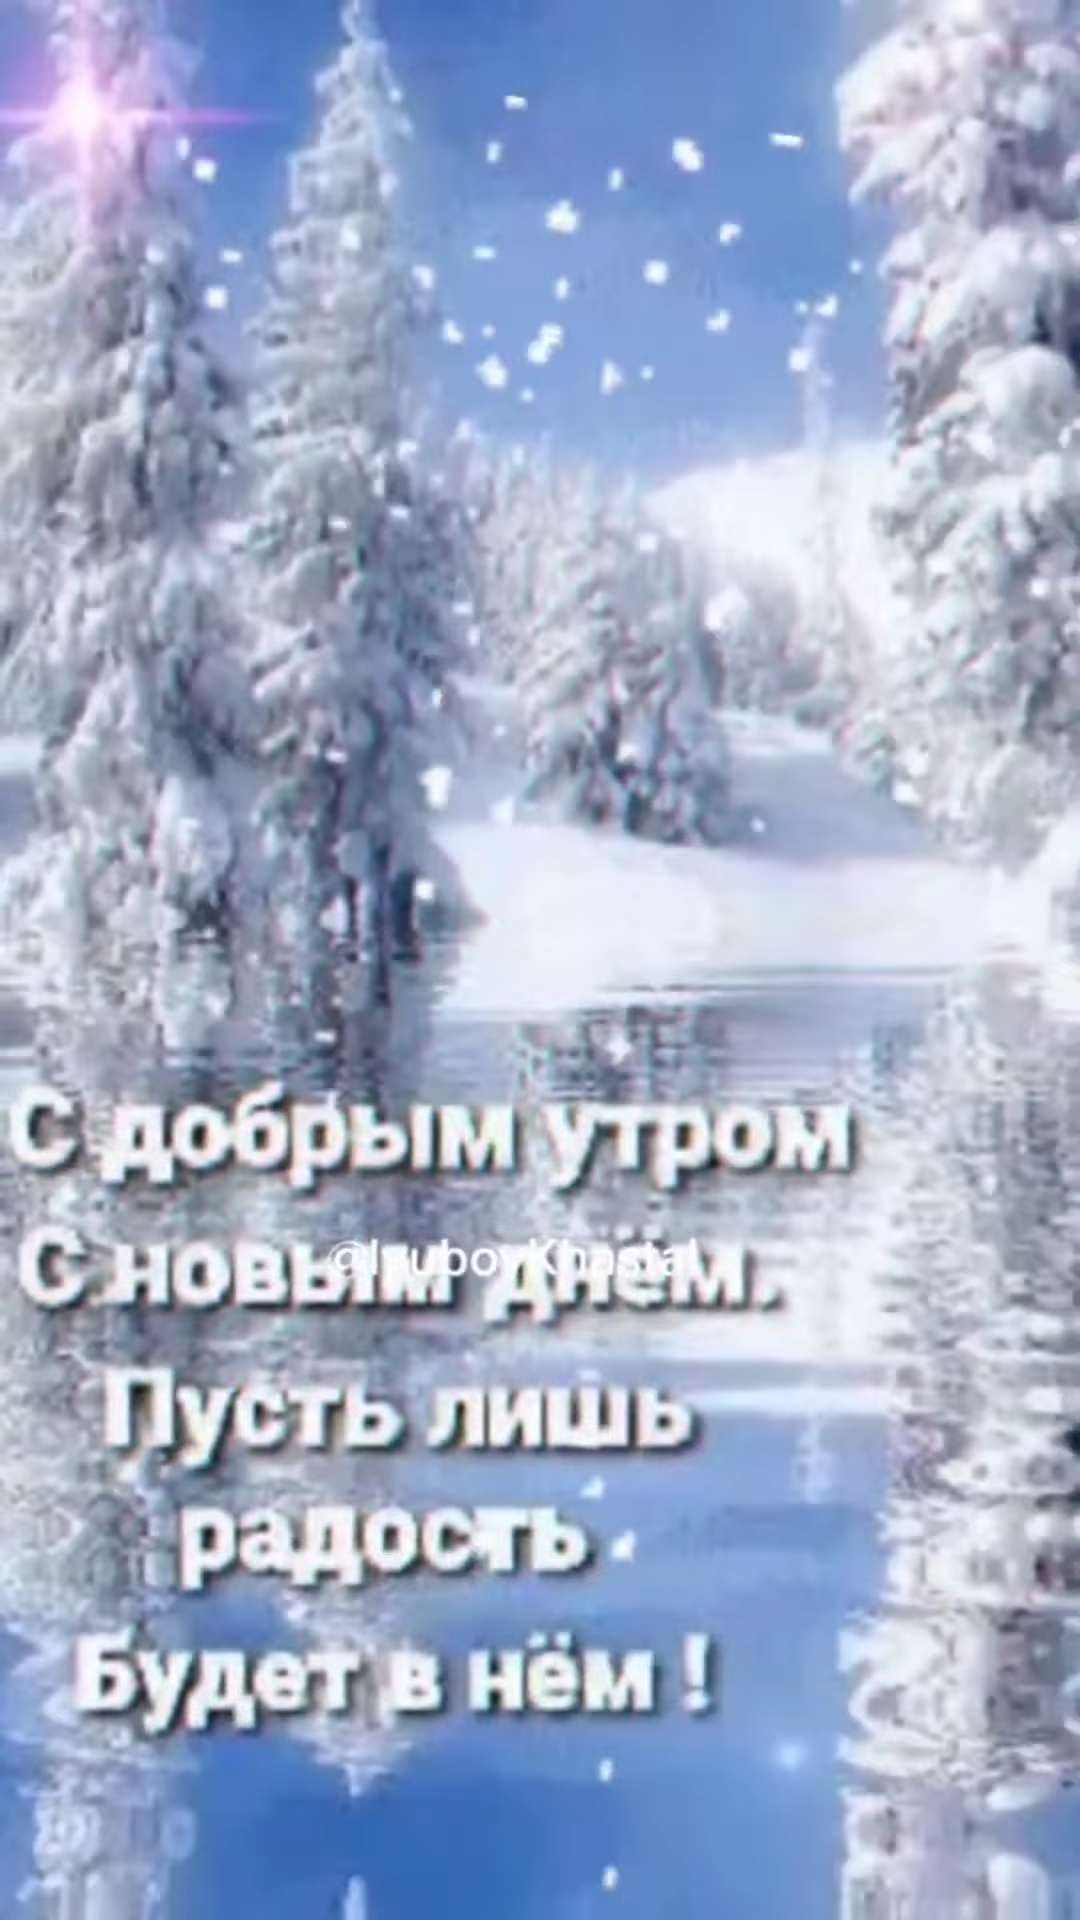 С добрым утром
С новым днём.
Пусть лишь
радость
Будет в нём !